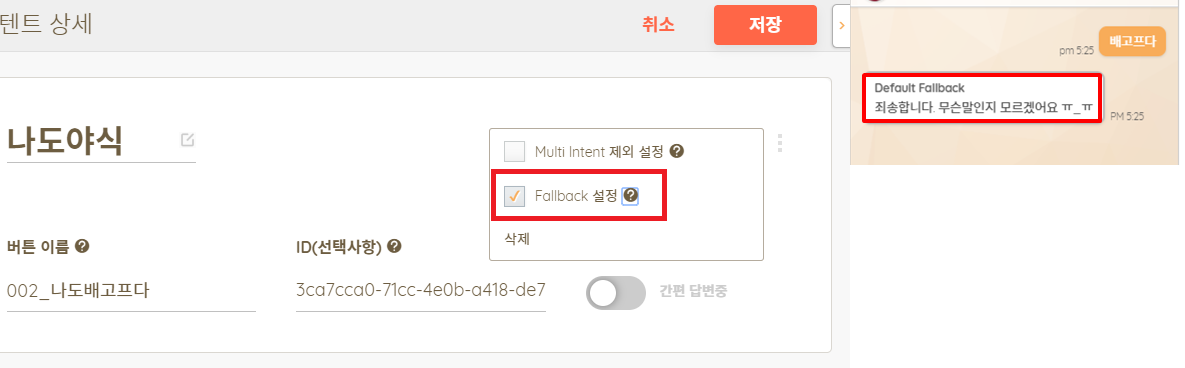 텐트 상세
취소
저장
나도야식
Multi Intent 제외 설정
Fallback 설정
삭제
버튼 이름
ID(선택사항)
002_나도배고프다
3ca7cca0-71cc-4e0b-a418-de7
간편 답변중
배고프다
pm 5:25
Default Fallback
죄송합니다. 무슨말인지 모르겠어요 ㅠ_ㅠ
PM 5:25